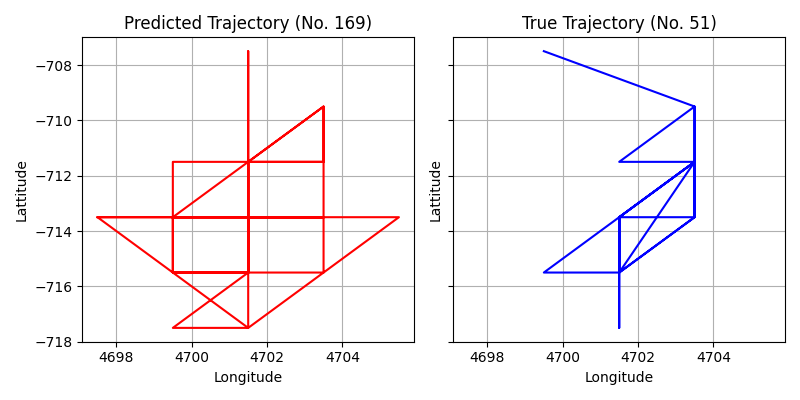 Predicted Trajectory (No. 169)
True Trajectory (No. 51)
−708
−710
−712
−714
−716
−718
Lattitude
Lattitude
4698 4700 4702 4704
4698 4700 4702 4704
Longitude
Longitude